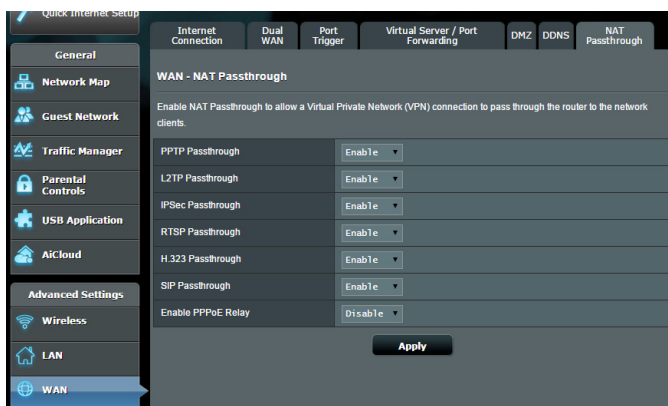 Quick Internet Setup
General
Network Map
Guest Network
Traffic Manager
Parental
Controls
USB Application
AiCloud
Advanced Settings
Wireless
LAN
WAN
Internet
Connection
Dual
WAN
Port
Trigger
Virtual Server / Port
Forwarding
DMZ
DDNS
NAT
Passthrough
WAN - NAT Passthrough
Enable NAT Passthrough to allow a Virtual Private Network (VPN) connection to pass through the router to the network
clients.
PPTP Passthrough Enable
L2TP Passthrough Enable
IPSec Passthrough Enable
RTSP Passthrough Enable
H.323 Passthrough Enable
SIP Passthrough Enable
Enable PPPoE Relay Disable
Apply